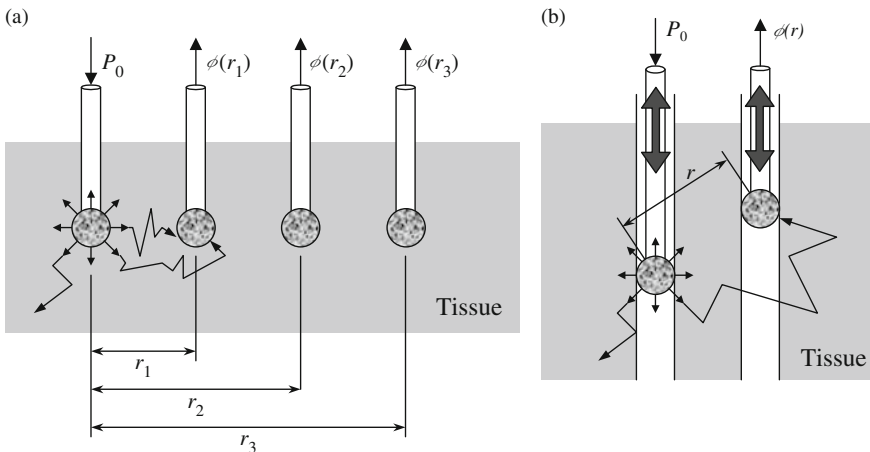 (a)
P₀
ϕ(r₁)
ϕ(r₂)
ϕ(r₃)
Tissue
r₁
r₂
r₃
(b)
P₀
ϕ(r)
r
Tissue